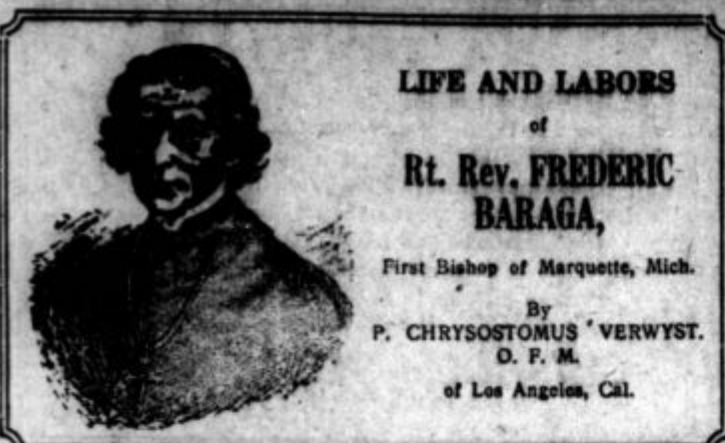 LIFE AND LABORS
of
Rt. Rev. FREDERIC
BARAGA,
First Bishop of Marquette, Mich.
By
P. CHRYSOSTOMUS VERWYST.
O. F. M.
of Los Angeles, Cal.